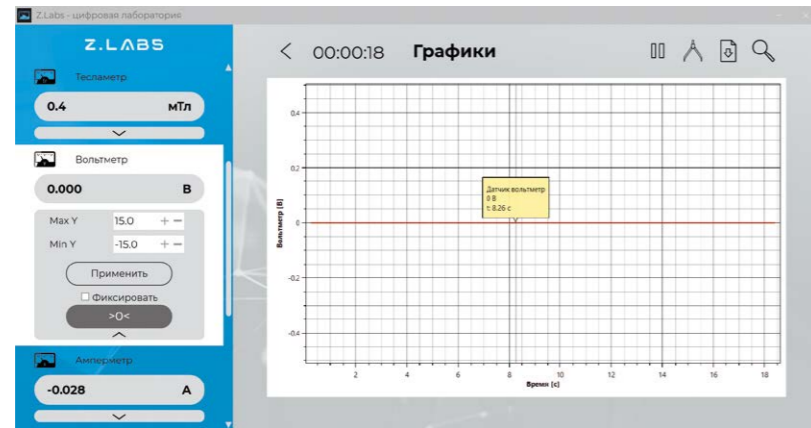 Z.Labs - цифровая лаборатория
Z.LABS
Тесламетр
0.4 мТл
Вольтметр
0.000 В
Max Y 15.0 + −
Min Y -15.0 + −
Применить
Фиксировать
>0<
Амперметр
-0.028 А
00:00:18 Графики
Вольтметр [В]
0,4
0,2
0
-0,2
-0,4
Датчик вольтметр
0 В
t: 8.26 с
2 4 6 8 10 12 14 16 18
Время [с]